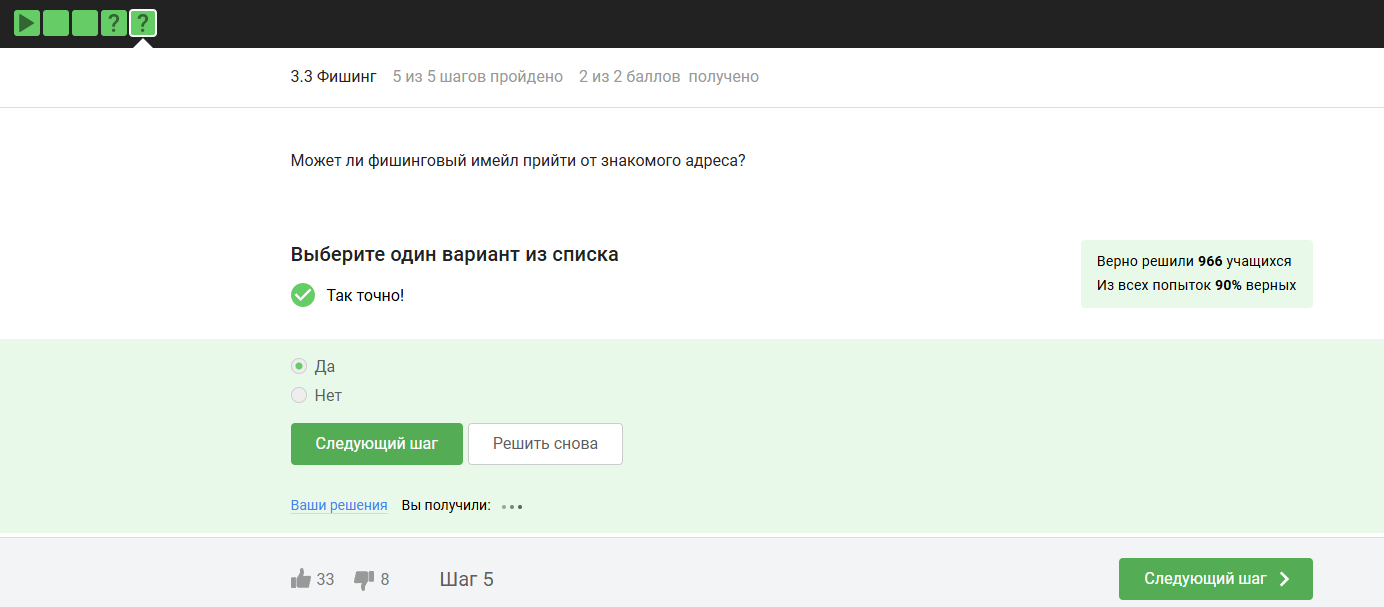 ? ?
3.3 Фишинг 5 из 5 шагов пройдено 2 из 2 баллов получено
Может ли фишинговый имейл прийти от знакомого адреса?
Выберите один вариант из списка
Так точно!
Верно решили 966 учащихся
Из всех попыток 90% верных
Да
Нет
Следующий шаг Решить снова
Ваши решения Вы получили:
33 8 Шаг 5 Следующий шаг